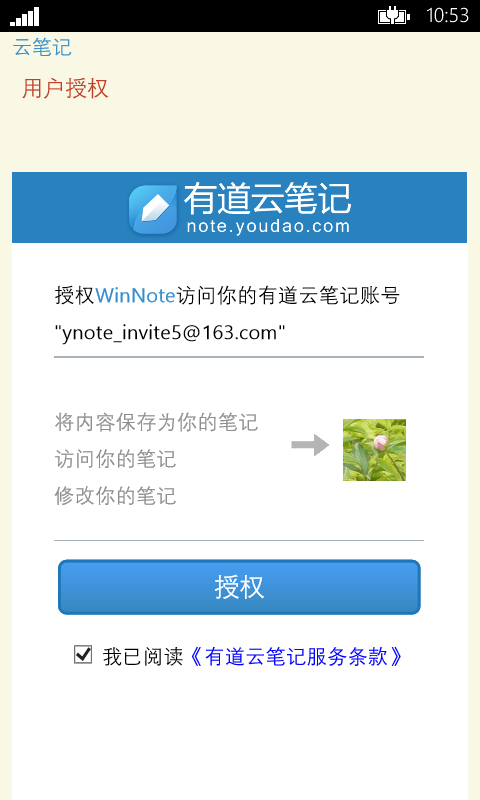 10:53
云笔记
用户授权
有道云笔记
note.youdao.com
授权WinNote访问你的有道云笔记账号
"ynote_invite5@163.com"
将内容保存为你的笔记
访问你的笔记
修改你的笔记
授权
我已阅读《有道云笔记服务条款》